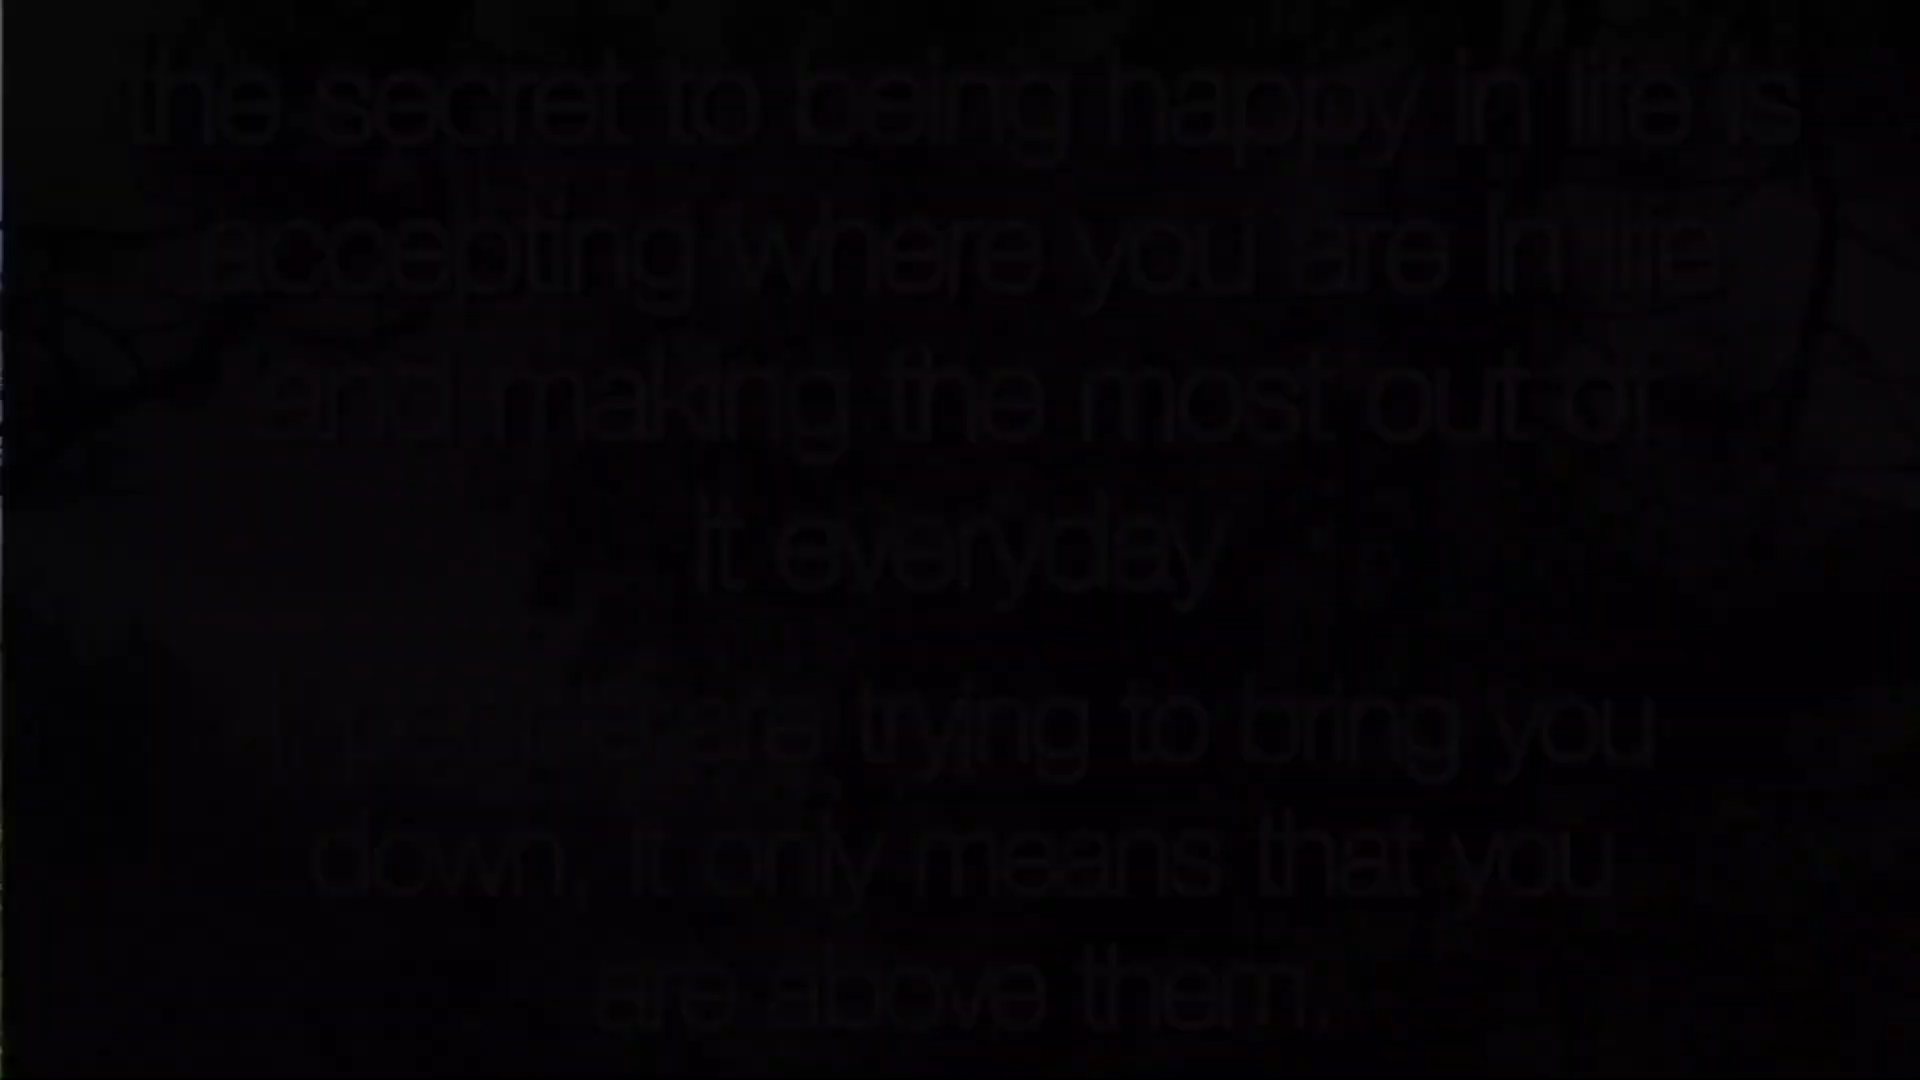 the secret to being happy in life is
accepting where you are in life
and making the most out of
it everyday
are trying to bring you
down, it only means that you
are above them.